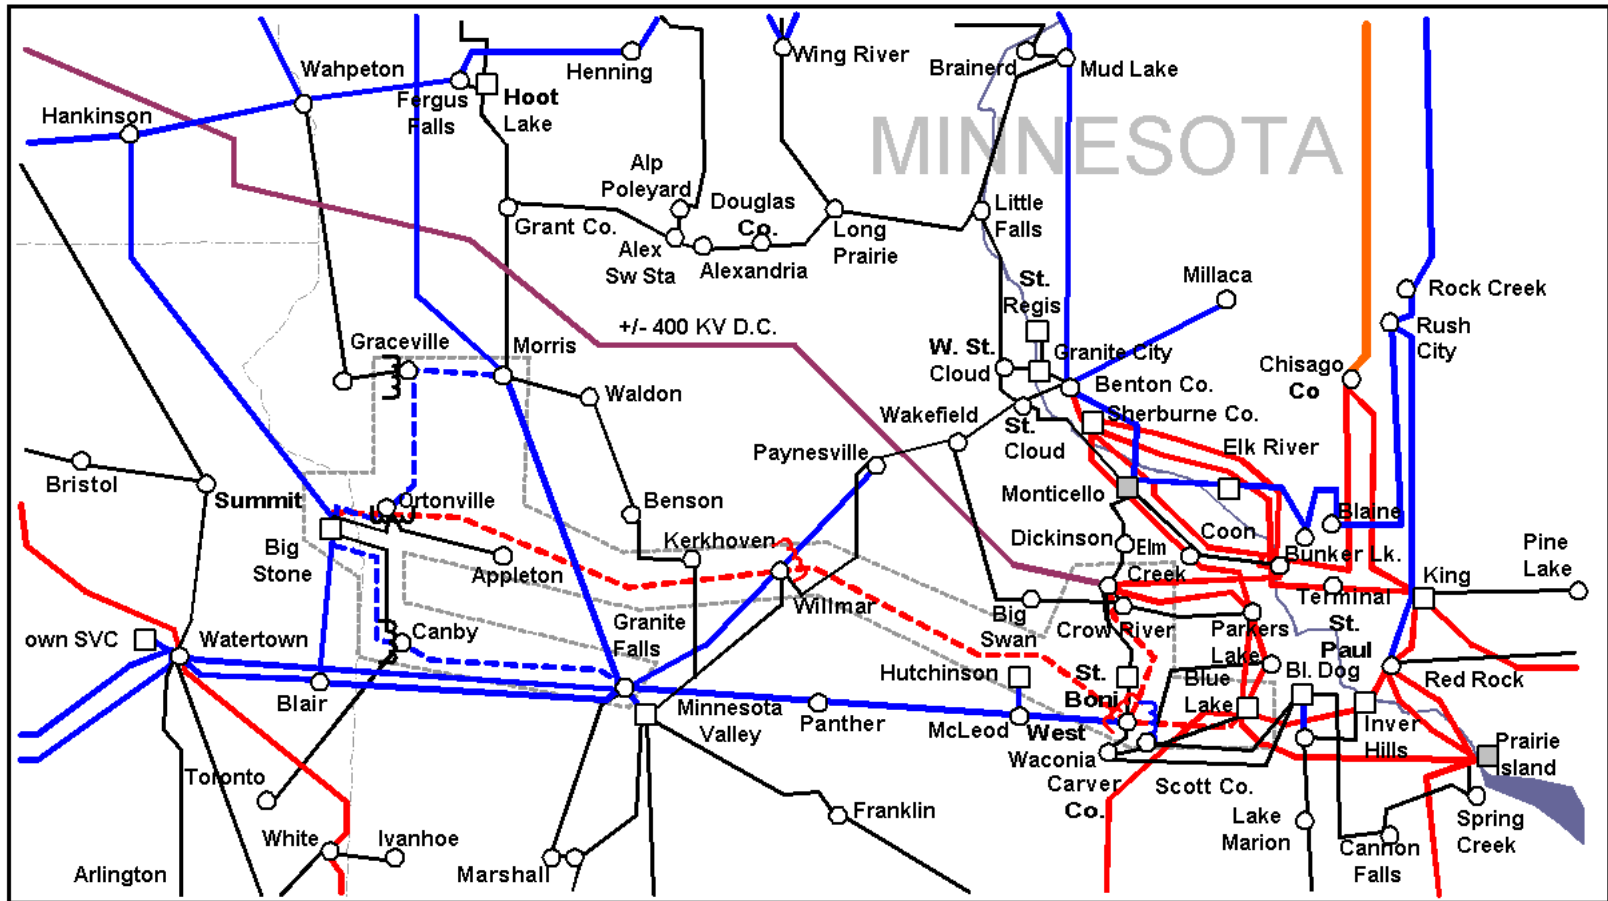 Wahpeton
Henning
Wing River
Brainerd
Mud Lake
Hankinson
Fergus
Falls
Hoot
Lake
MINNESOTA
Alp
Poleyard
Douglas
Co.
Grant Co.
Alex
Sw Sta
Alexandria
Long
Prairie
Little
Falls
St.
Regis
Millaca
Rock Creek
Rush
City
+/- 400 KV D.C.
Graceville
Morris
W. St.
Cloud
Granite City
Chisago
Co
Benton Co.
Waldon
Wakefield
Sherburne Co.
St.
Cloud
Elk River
Paynesville
Bristol
Summit
Ortonville
Benson
Monticello
Blaine
Big
Stone
Appleton
Kerkhoven
Dickinson
Elm
Creek
Coon
Bunker Lk.
Pine
Lake
King
Willmar
Big
Swan
Crow River
Terminal
own SVC
Watertown
Canby
Granite
Falls
Parkers
Lake
St.
Paul
Hutchinson
St.
Boni
Blue
Lake
Bl. Dog
Red Rock
Blair
Minnesota
Valley
Panther
McLeod
West
Waconia
Inver
Hills
Prairie
Island
Toronto
Carver
Co.
Scott Co.
Franklin
Lake
Marion
Spring
Creek
White
Ivanhoe
Cannon
Falls
Arlington
Marshall